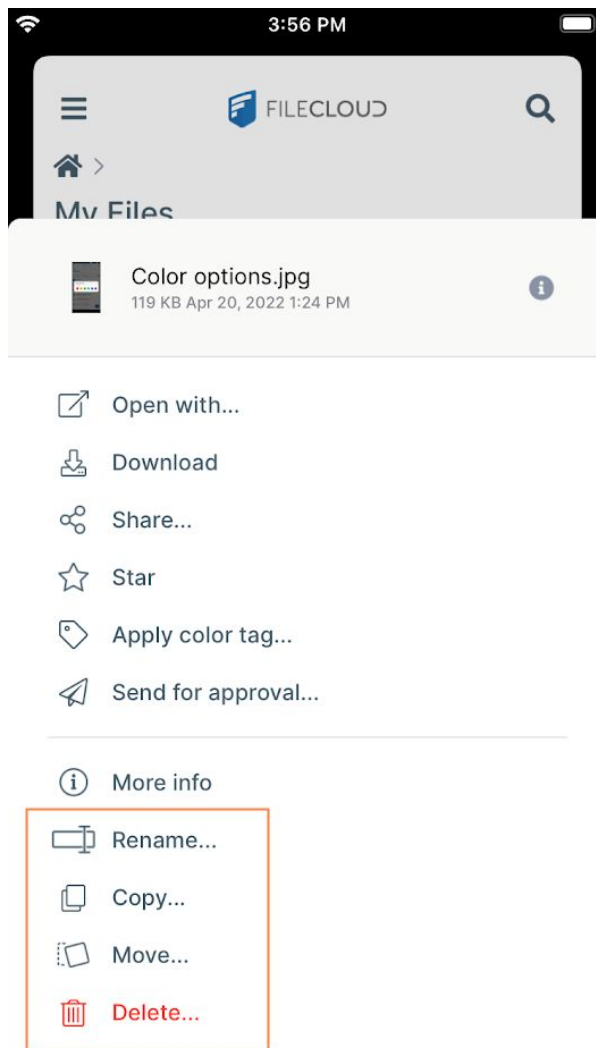 3:56 PM
FILECLOUD
My Files
Color options.jpg
119 KB Apr 20, 2022 1:24 PM
Open with...
Download
Share...
Star
Apply color tag...
Send for approval...
More info
Rename...
Copy...
Move...
Delete...